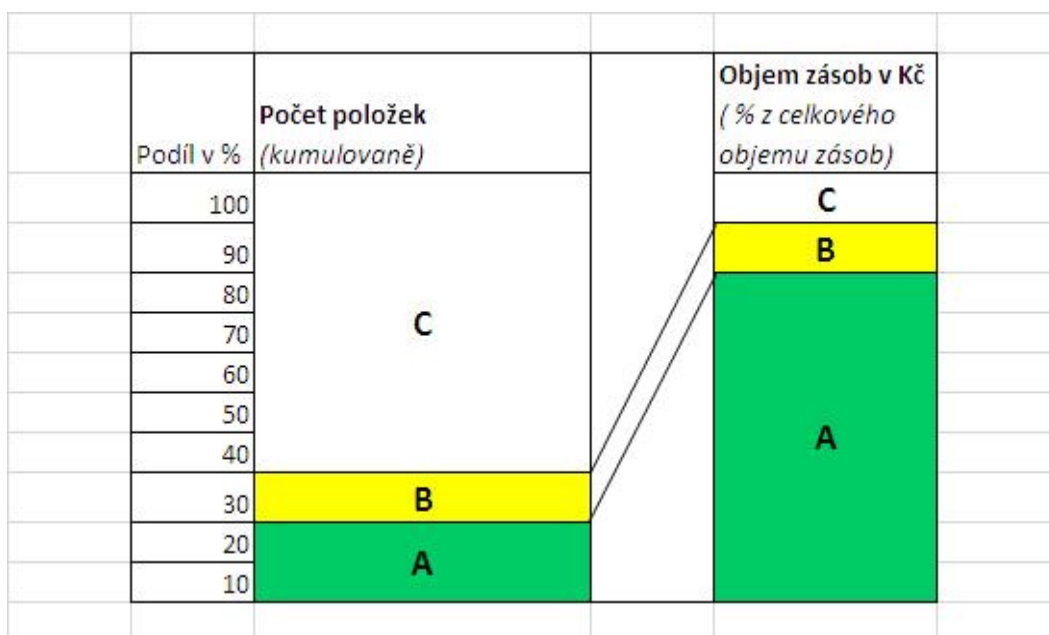 Podíl v %
Počet položek
(kumulovaně)
Objem zásob v Kč
( % z celkového
objemu zásob)
100
90
80
70
60
50
40
30
20
10
C
B
A
C
B
A